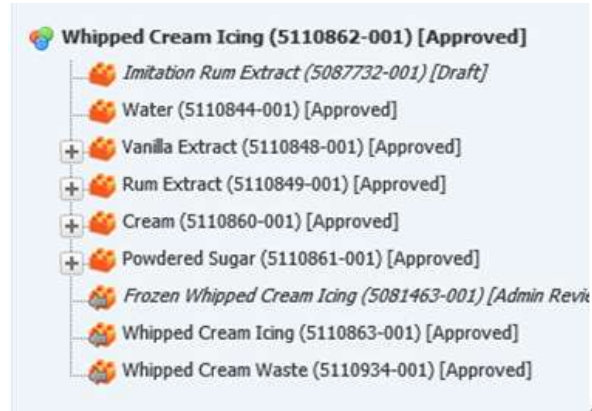 Whipped Cream Icing (5110862-001) [Approved]
Imitation Rum Extract (5087732-001) [Draft]
Water (5110844-001) [Approved]
Vanilla Extract (5110848-001) [Approved]
Rum Extract (5110849-001) [Approved]
Cream (5110860-001) [Approved]
Powdered Sugar (5110861-001) [Approved]
Frozen Whipped Cream Icing (5081463-001) [Admin Revie
Whipped Cream Icing (5110863-001) [Approved]
Whipped Cream Waste (5110934-001) [Approved]